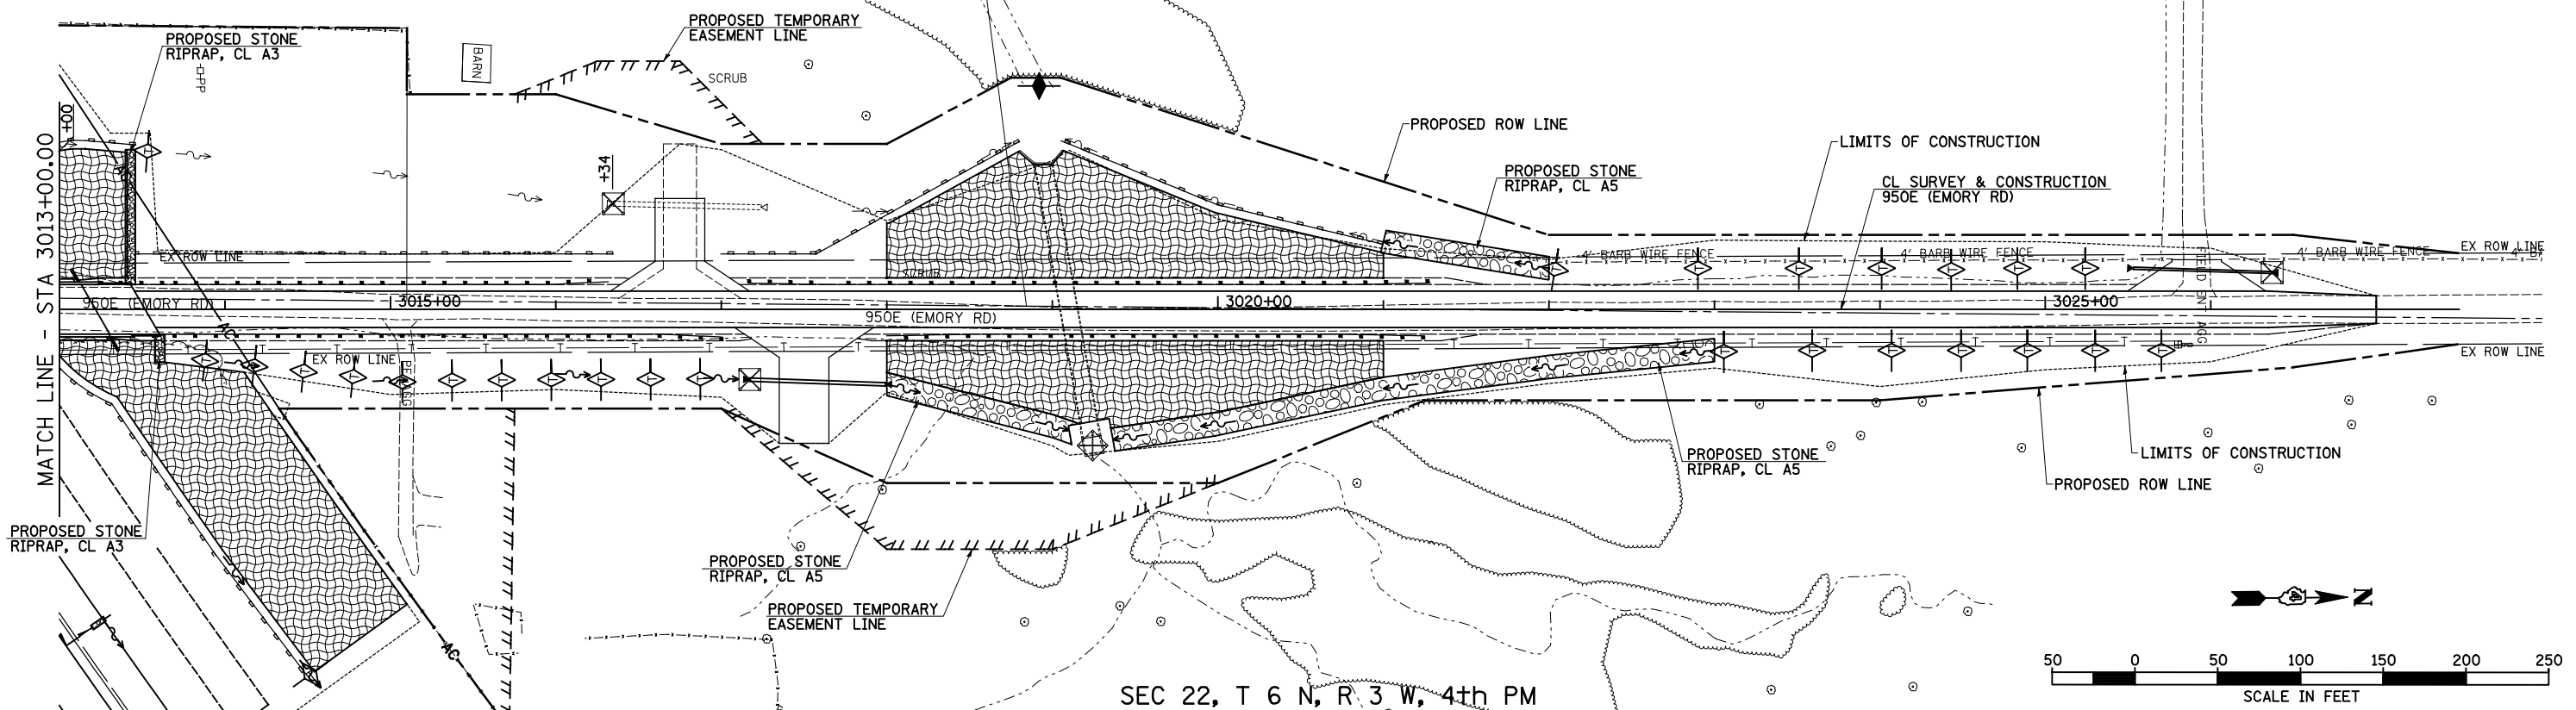 PROPOSED STONE
RIPRAP, CL A3
PP
BARN
PROPOSED TEMPORARY
EASEMENT LINE
SCRUB
+00
+34
MATCH LINE - STA 3013+00.00
PROPOSED ROW LINE
PROPOSED STONE
RIPRAP, CL A5
LIMITS OF CONSTRUCTION
CL SURVEY & CONSTRUCTION
950E (EMORY RD)
EX ROW LINE
SCRUB
4' BARB WIRE FENCE
4' BARB WIRE FENCE
4' BARB WIRE FENCE
EX ROW LINE
950E (EMORY RD)
3015+00
3020+00
3025+00
950E (EMORY RD)
AC
EX ROW LINE
AGG
EX ROW LINE
LIMITS OF CONSTRUCTION
PROPOSED ROW LINE
PROPOSED STONE
RIPRAP, CL A5
PROPOSED STONE
RIPRAP, CL A3
PROPOSED STONE
RIPRAP, CL A5
PROPOSED TEMPORARY
EASEMENT LINE
AC
N
SEC 22, T 6 N, R 3 W, 4th PM
50 0 50 100 150 200 250
SCALE IN FEET